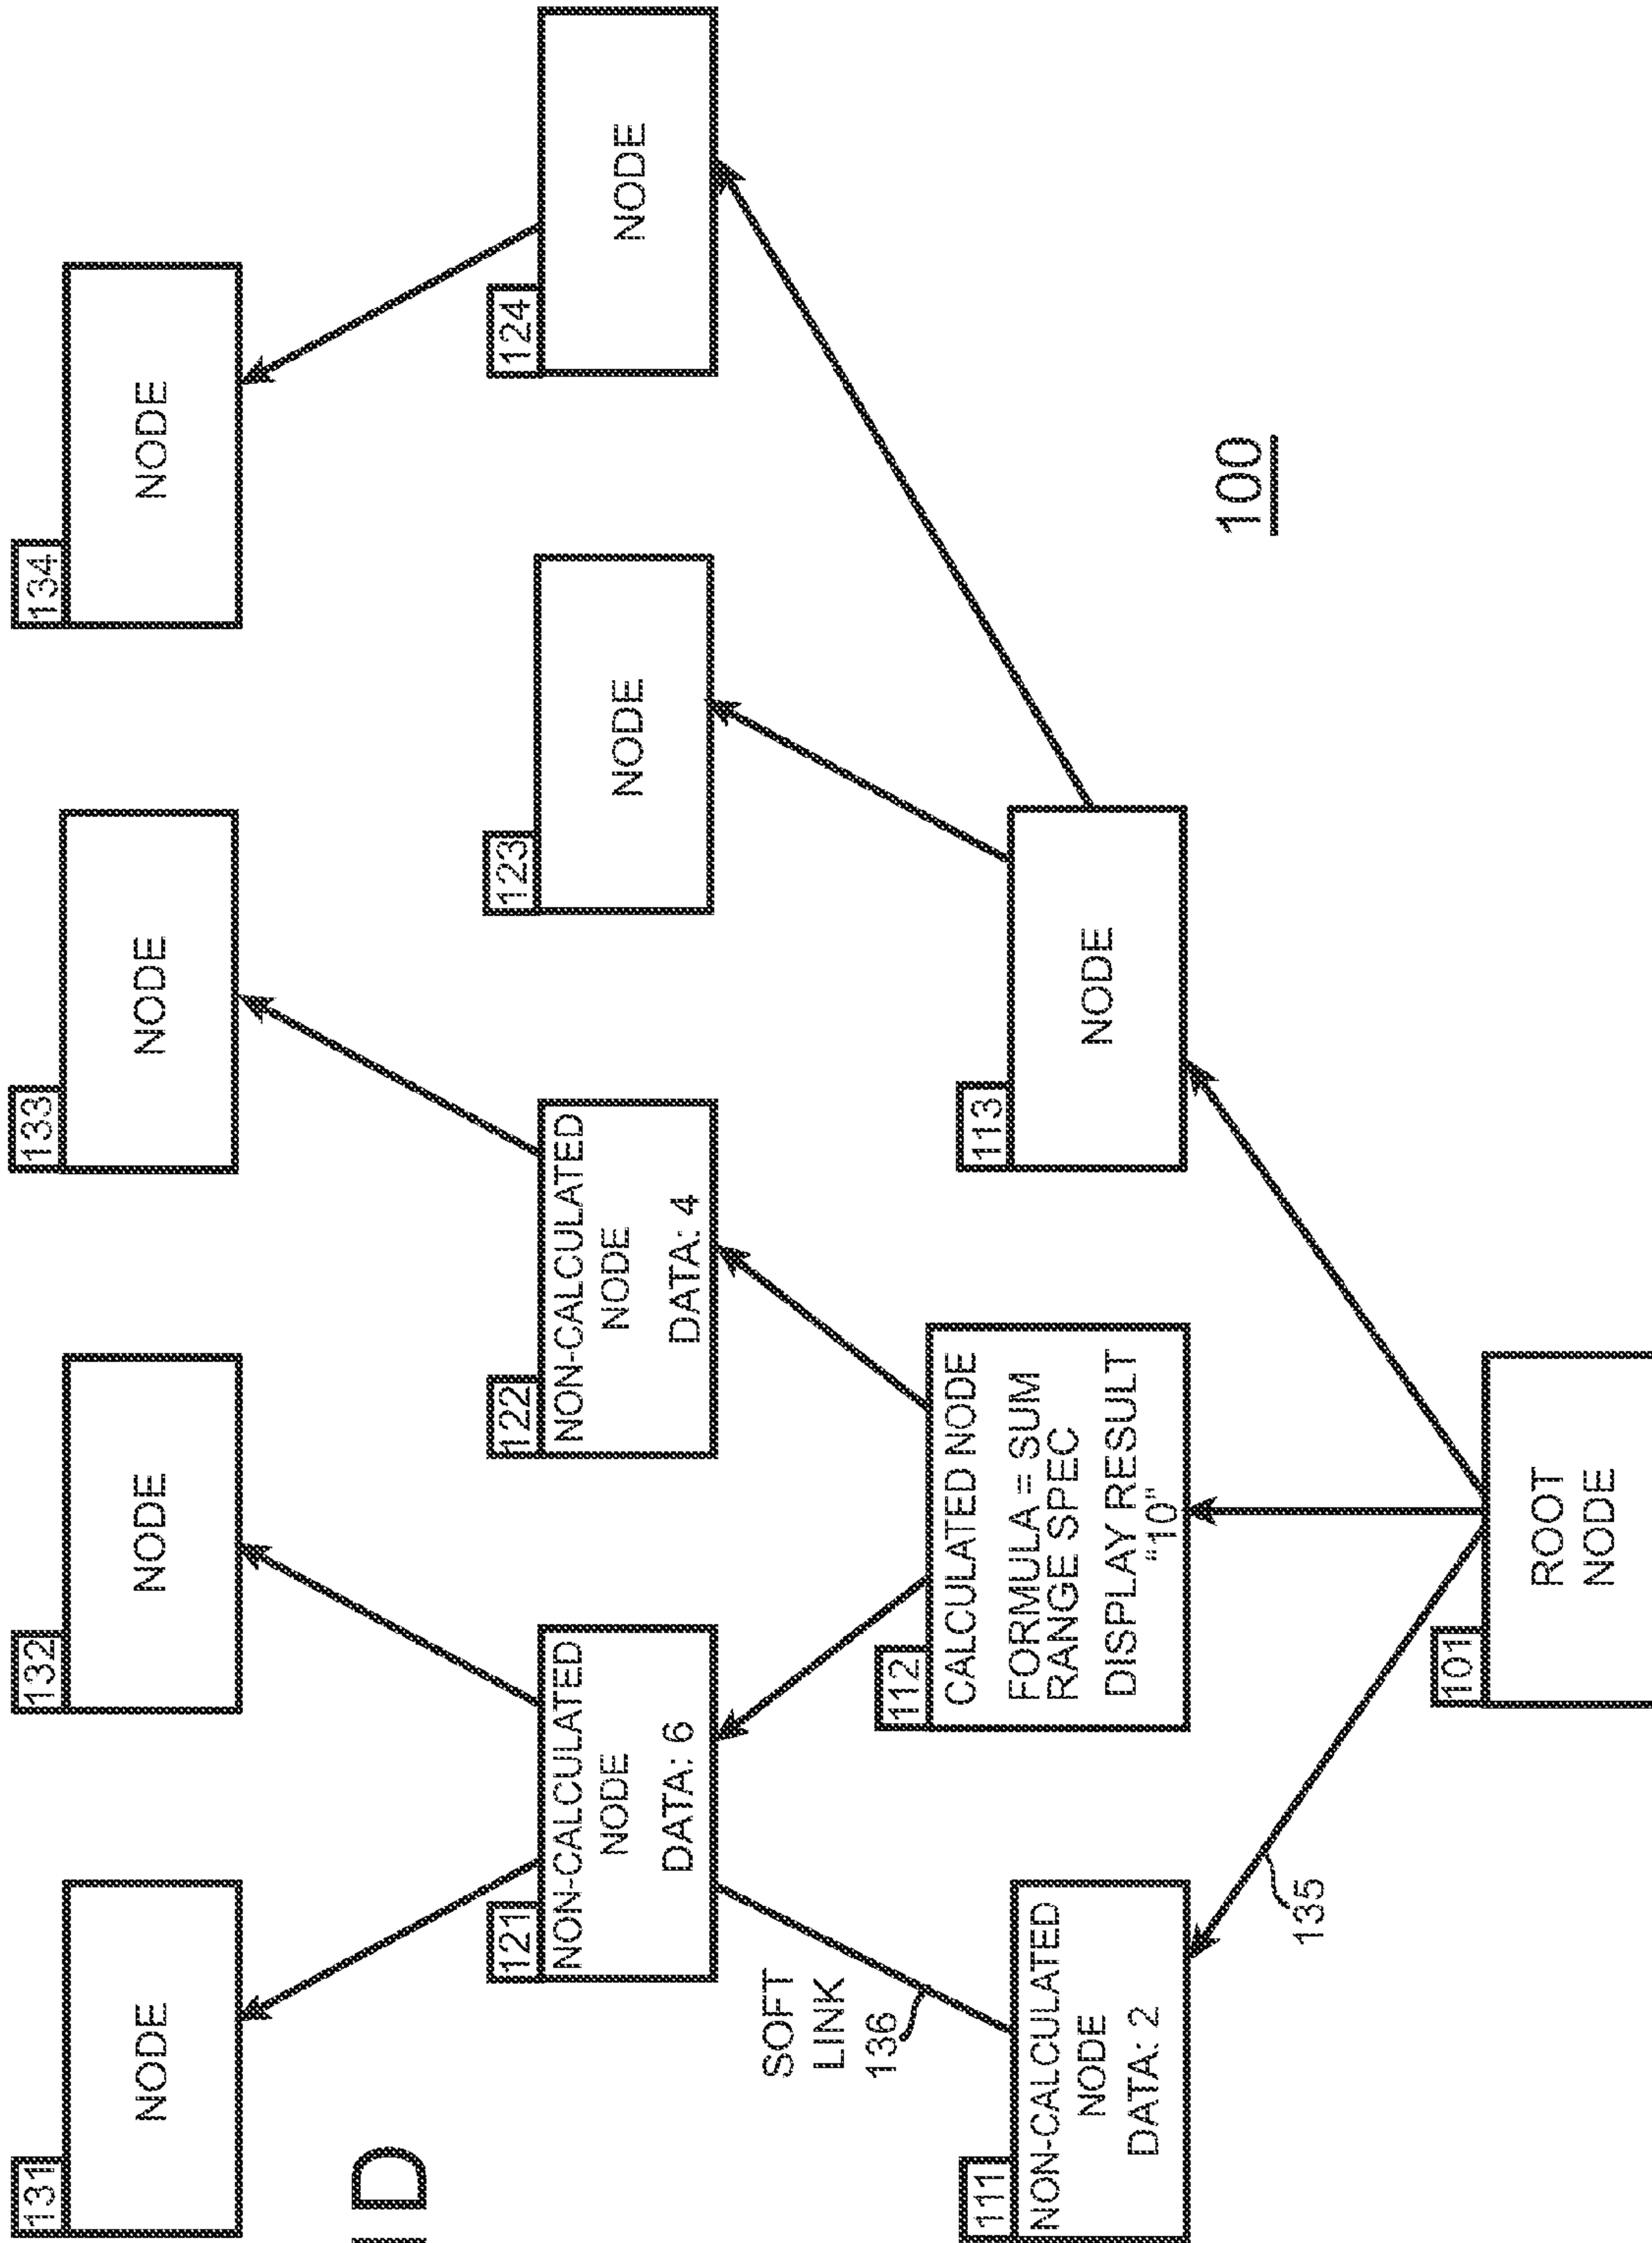 131
NODE
132
NODE
133
NODE
134
NODE
121
NON-CALCULATED
NODE
DATA: 6
122
NON-CALCULATED
NODE
DATA: 4
123
NODE
124
NODE
SOFT
LINK
136
111
NON-CALCULATED
NODE
DATA: 2
112
CALCULATED NODE
FORMULA = SUM
RANGE SPEC
DISPLAY RESULT
"10"
113
NODE
135
100
101
ROOT
NODE